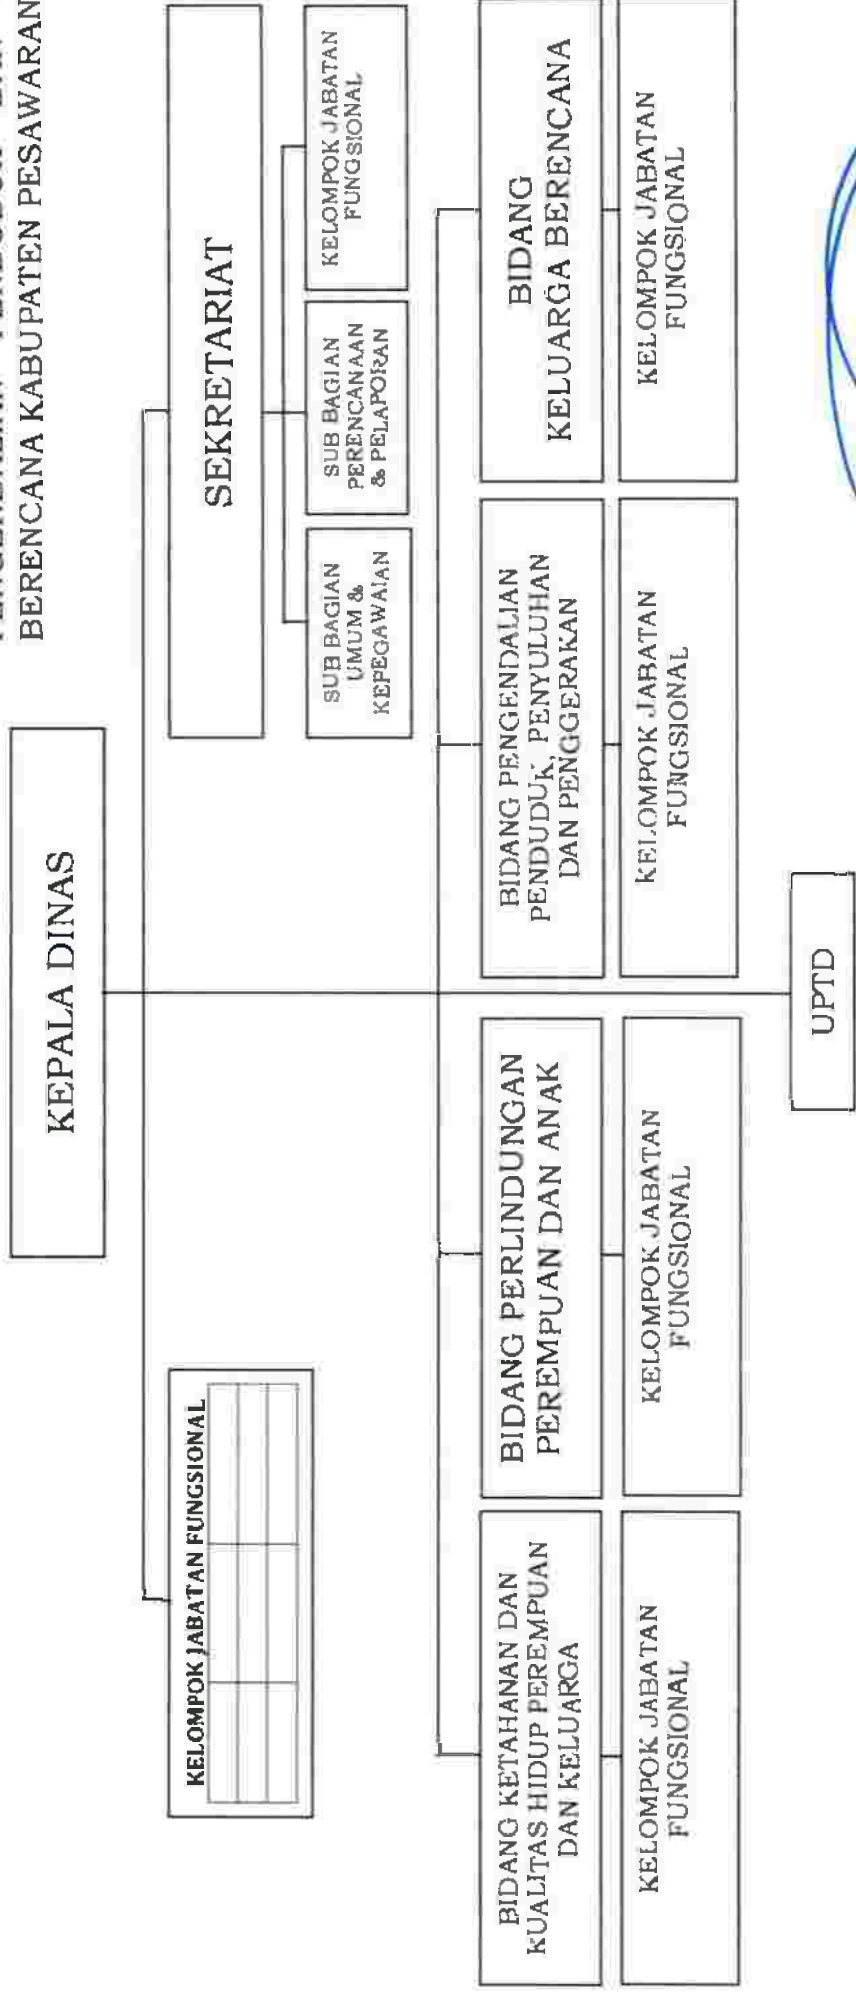 BERENCANA KABUPATEN PESAWARAN
KEPALA DINAS
KELOMPOK JABATAN FUNGSIONAL
SEKRETARIAT
SUB BAGIAN
UMUM &
KEPEGAWAIAN
SUB BAGIAN
PERENCANAAN
& PELAPORAN
KELOMPOK JABATAN
FUNGSIONAL
BIDANG KETAHANAN DAN
KUALITAS HIDUP PEREMPUAN
DAN KELUARGA
BIDANG PERLINDUNGAN
PEREMPUAN DAN ANAK
BIDANG PENGENDALIAN
PENDUDUK, PENYULUHAN
DAN PENGGERAKAN
BIDANG
KELUARGA BERENCANA
KELOMPOK JABATAN
FUNGSIONAL
KELOMPOK JABATAN
FUNGSIONAL
KELOMPOK JABATAN
FUNGSIONAL
KELOMPOK JABATAN
FUNGSIONAL
UPTD